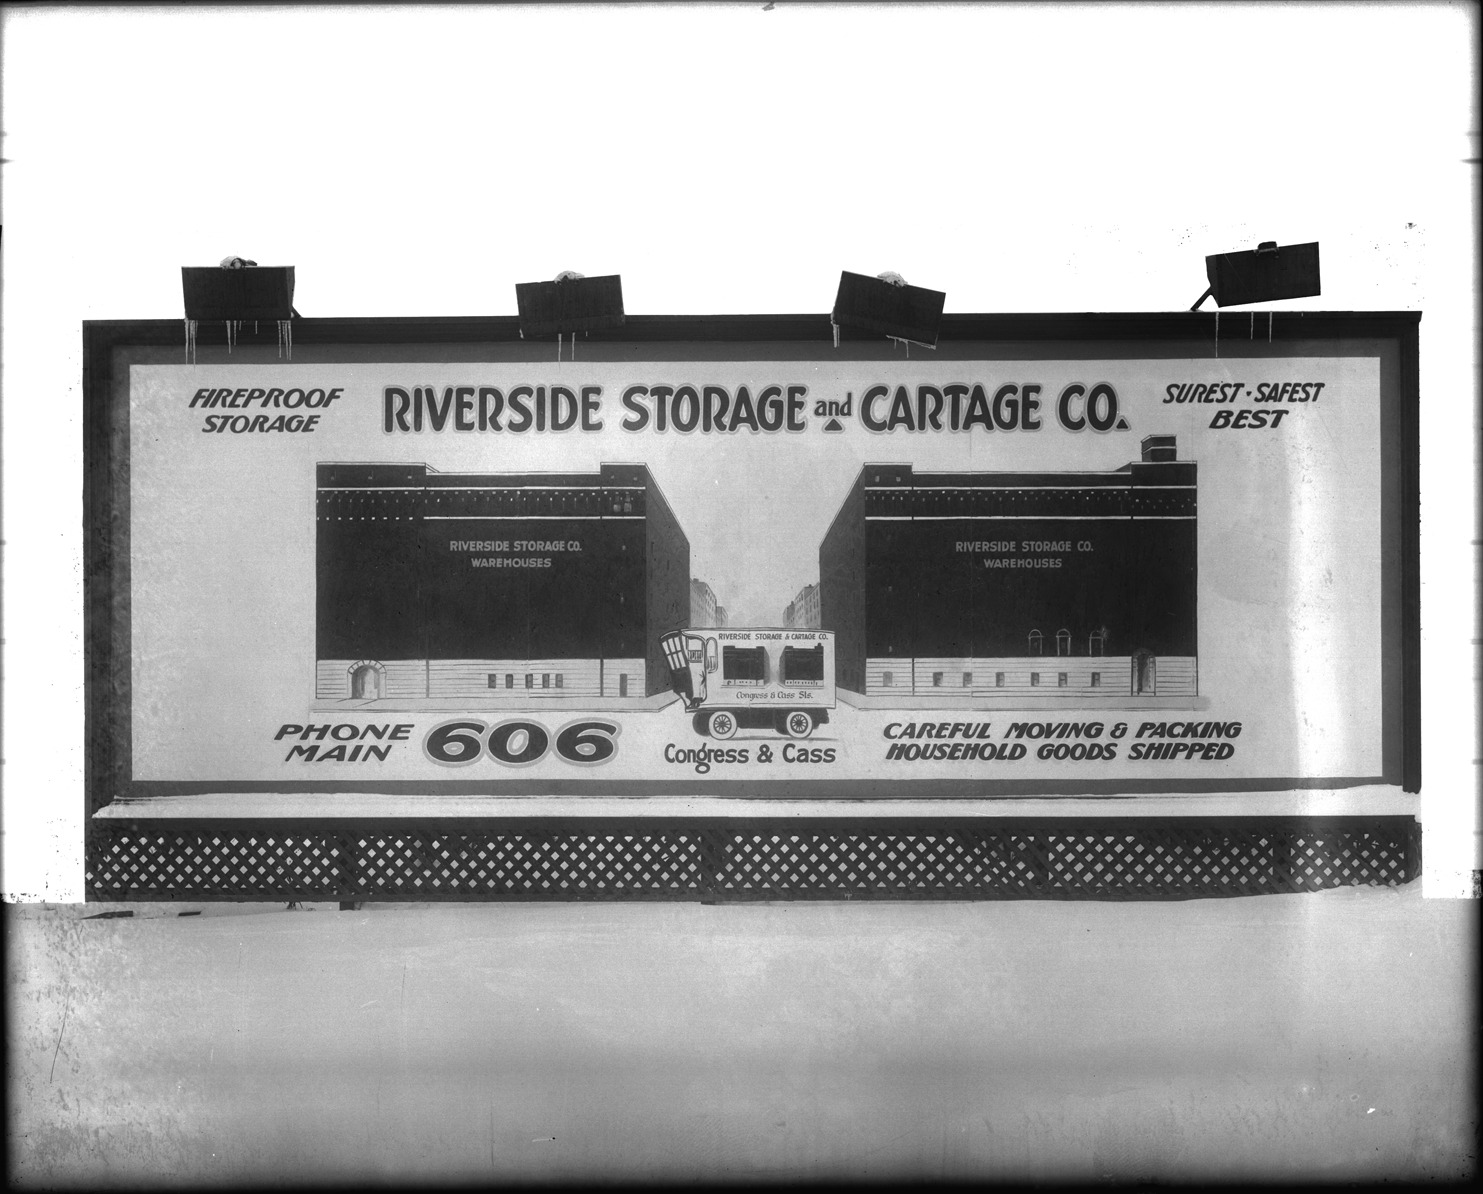 FIREPROOF
STORAGE
RIVERSIDE STORAGE and CARTAGE CO.
SUREST · SAFEST
BEST
RIVERSIDE STORAGE CO.
WAREHOUSES
RIVERSIDE STORAGE CO.
WAREHOUSES
RIVERSIDE STORAGE & CARTAGE CO.
Congress & Cass Sts.
PHONE
MAIN 606
Congress & Cass
CAREFUL MOVING & PACKING
HOUSEHOLD GOODS SHIPPED